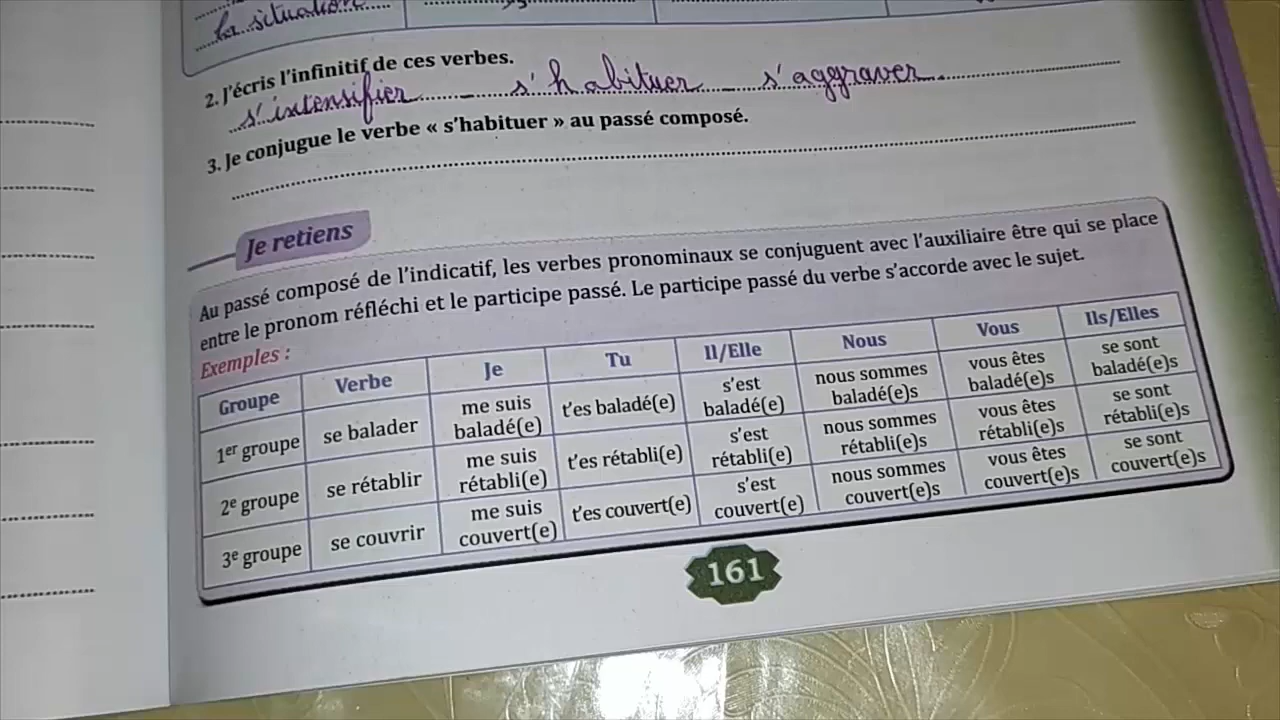 la situation
2. J'écris l'infinitif de ces verbes.
s'intensifier - s'habituer - s'aggraver.
3. Je conjugue le verbe « s'habituer » au passé composé.
Je retiens
Au passé composé de l'indicatif, les verbes pronominaux se conjuguent avec l'auxiliaire être qui se place
entre le pronom réfléchi et le participe passé. Le participe passé du verbe s'accorde avec le sujet.
Exemples :
Groupe Verbe Je Tu Il/Elle Nous Vous Ils/Elles
1er groupe se balader me suis baladé(e) t'es baladé(e) s'est baladé(e) nous sommes baladé(e)s vous êtes baladé(e)s se sont baladé(e)s
2e groupe se rétablir me suis rétabli(e) t'es rétabli(e) s'est rétabli(e) nous sommes rétabli(e)s vous êtes rétabli(e)s se sont rétabli(e)s
3e groupe se couvrir me suis couvert(e) t'es couvert(e) s'est couvert(e) nous sommes couvert(e)s vous êtes couvert(e)s se sont couvert(e)s
161